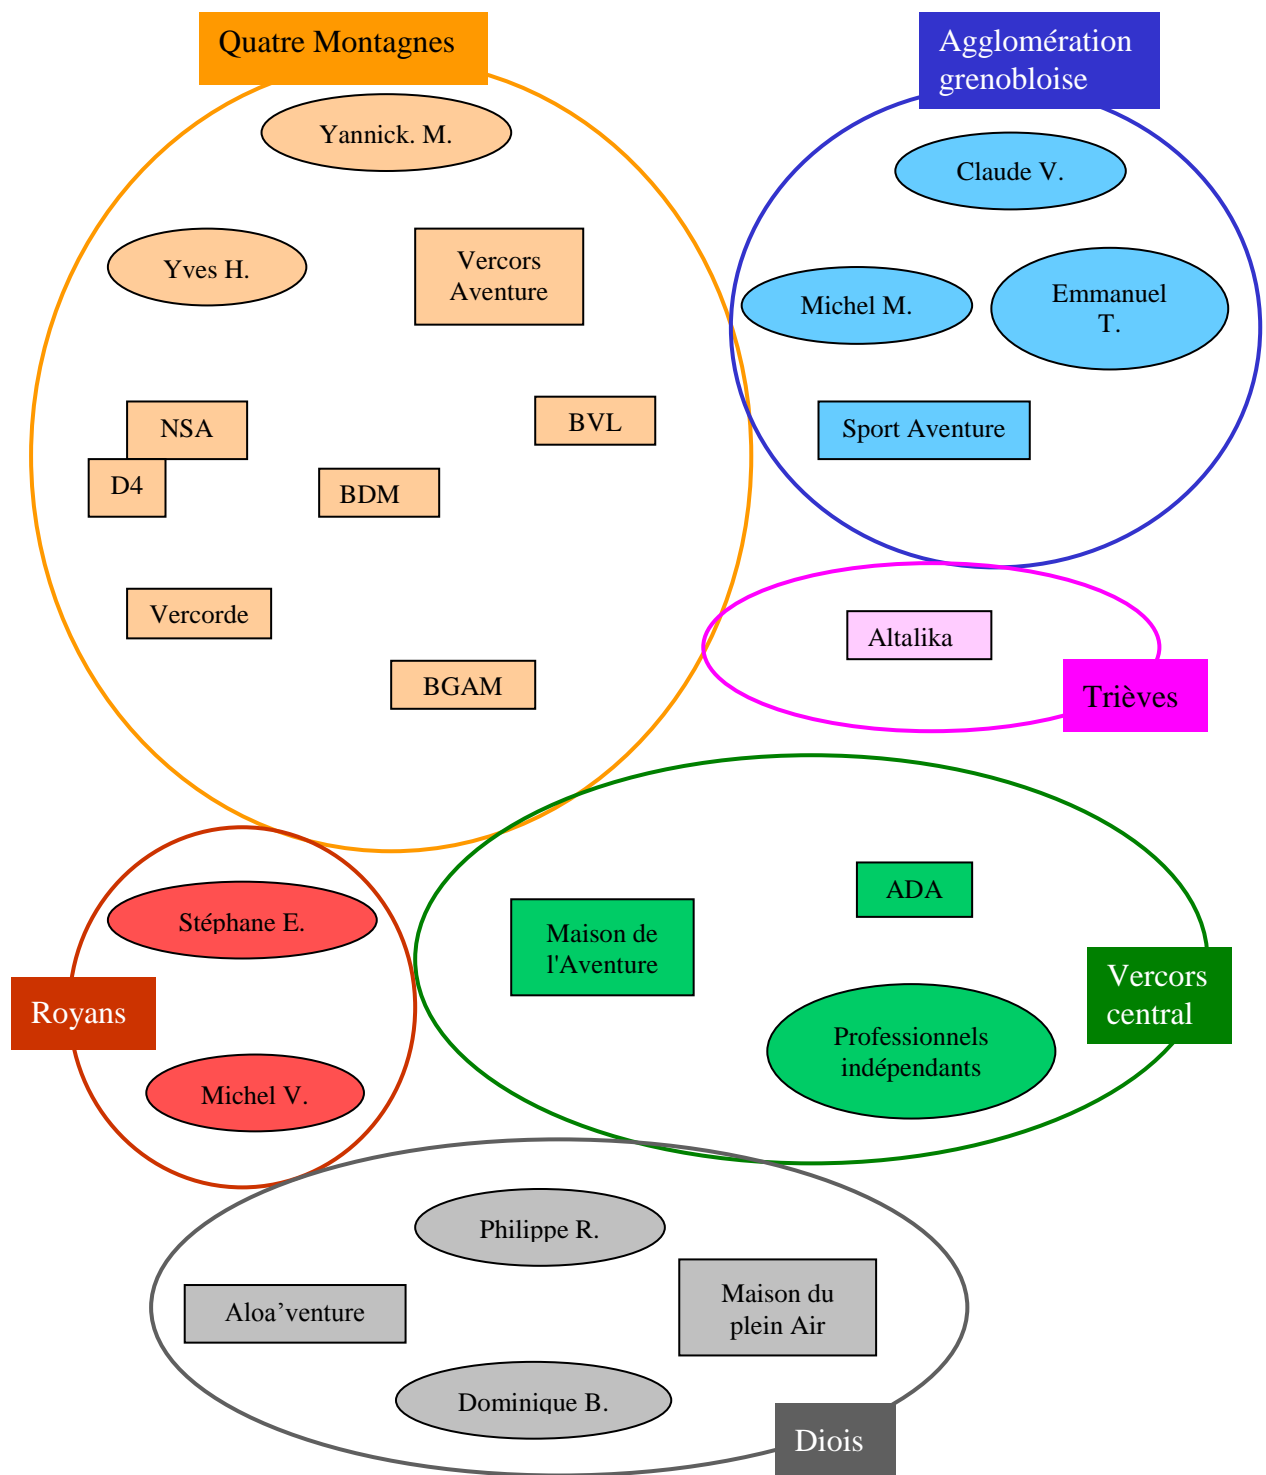 Quatre Montagnes
Agglomération
grenobloise
Yannick. M.
Claude V.
Yves H.
Vercors
Aventure
Michel M.
Emmanuel
T.
NSA
BVL
Sport Aventure
D4
BDM
Vercorde
Altalika
BGAM
Trièves
Stéphane E.
ADA
Maison de
l'Aventure
Royans
Vercors
central
Professionnels
indépendants
Michel V.
Philippe R.
Aloa’venture
Maison du
plein Air
Dominique B.
Diois